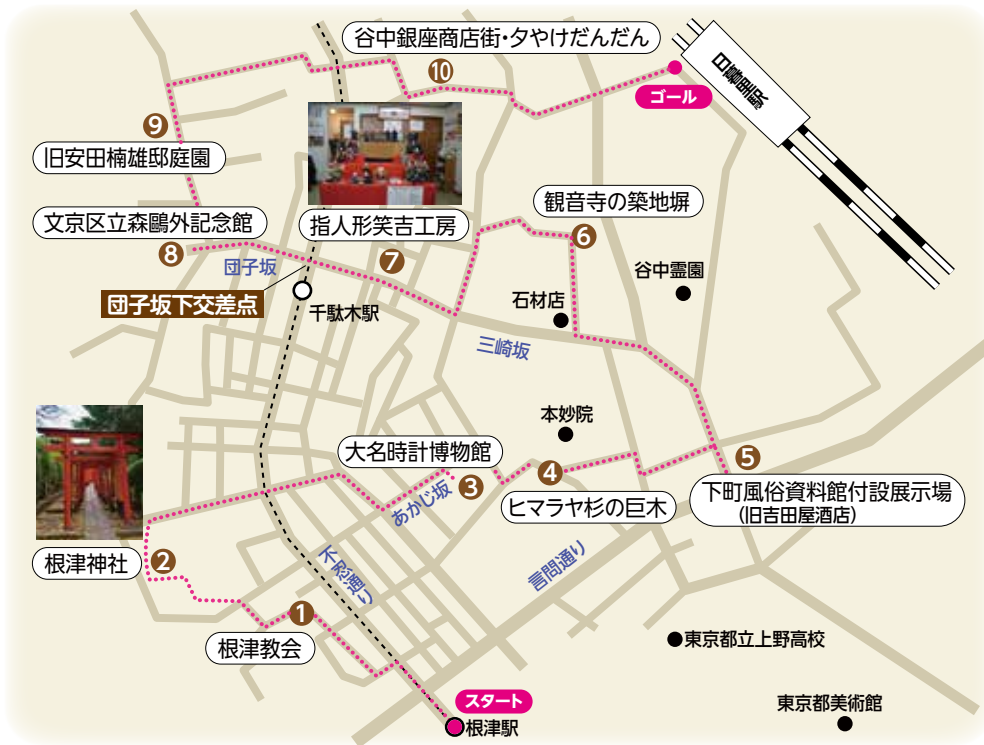 谷中銀座商店街・夕やけだんだん
⑩
日暮里駅
ゴール
⑨
旧安田楠雄邸庭園
文京区立森鷗外記念館
⑧
団子坂
団子坂下交差点
指人形笑吉工房
⑦
千駄木駅
観音寺の築地塀
⑥
谷中霊園
石材店
三崎坂
本妙院
大名時計博物館
③
あかじ坂
④
ヒマラヤ杉の巨木
⑤
下町風俗資料館付設展示場
(旧吉田屋酒店)
根津神社
②
不忍通り
言問通り
①
根津教会
東京都立上野高校
スタート
根津駅
東京都美術館